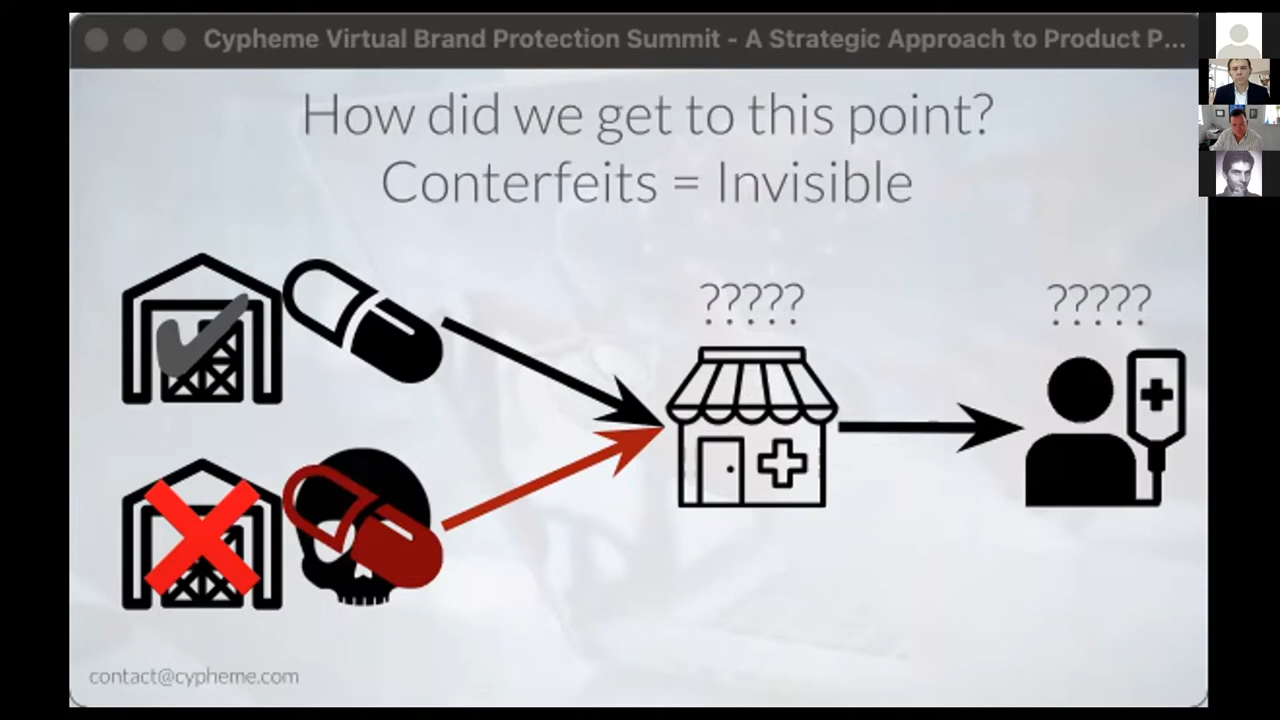 Cypheme Virtual Brand Protection Summit - A Strategic Approach to Product P...
How did we get to this point?
Conterfeits = Invisible
?????
?????
contact@cypheme.com